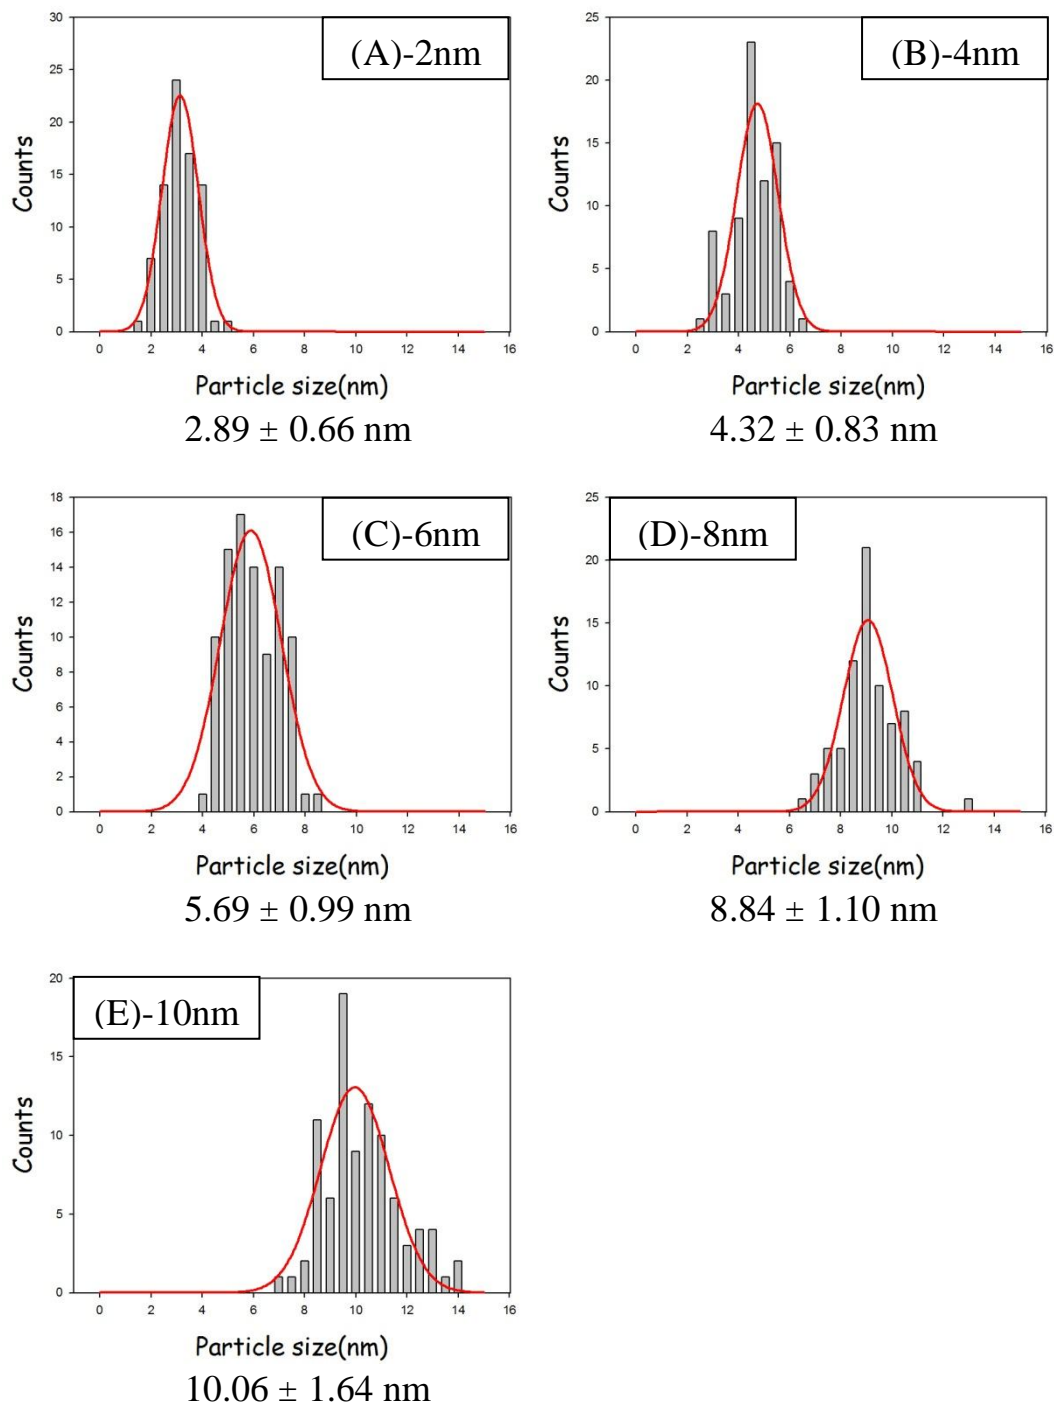 (A)-2nm
30
25
20
15
10
5
0
Counts
0 2 4 6 8 10 12 14 16
Particle size(nm)
2.89 ± 0.66 nm
(B)-4nm
25
20
15
10
5
0
Counts
0 2 4 6 8 10 12 14 16
Particle size(nm)
4.32 ± 0.83 nm
(C)-6nm
18
16
14
12
10
8
6
4
2
0
Counts
0 2 4 6 8 10 12 14 16
Particle size(nm)
5.69 ± 0.99 nm
(D)-8nm
25
20
15
10
5
0
Counts
0 2 4 6 8 10 12 14 16
Particle size(nm)
8.84 ± 1.10 nm
(E)-10nm
20
15
10
5
0
Counts
0 2 4 6 8 10 12 14 16
Particle size(nm)
10.06 ± 1.64 nm